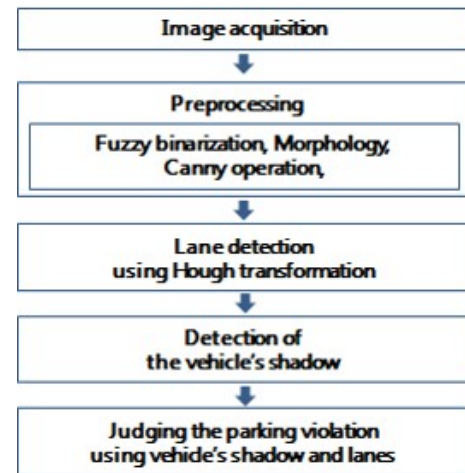 Image acquisition
Preprocessing
Fuzzy binarization, Morphology,
Canny operation,
Lane detection
using Hough transformation
Detection of
the vehicle's shadow
Judging the parking violation
using vehicle's shadow and lanes